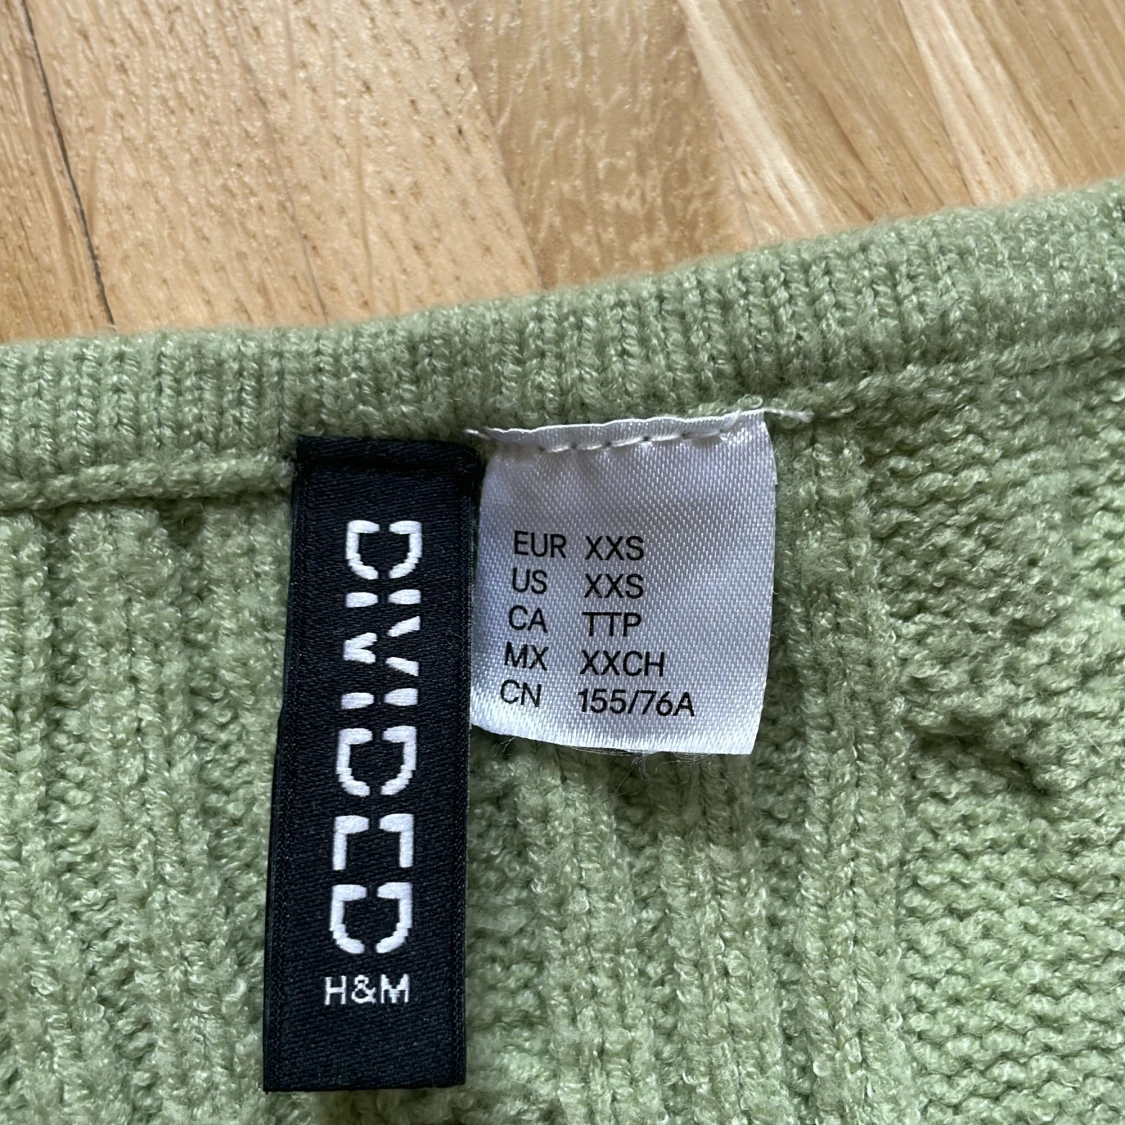 DIVIDED
H&M
EUR XXS
US XXS
CA TTP
MX XXCH
CN 155/76A